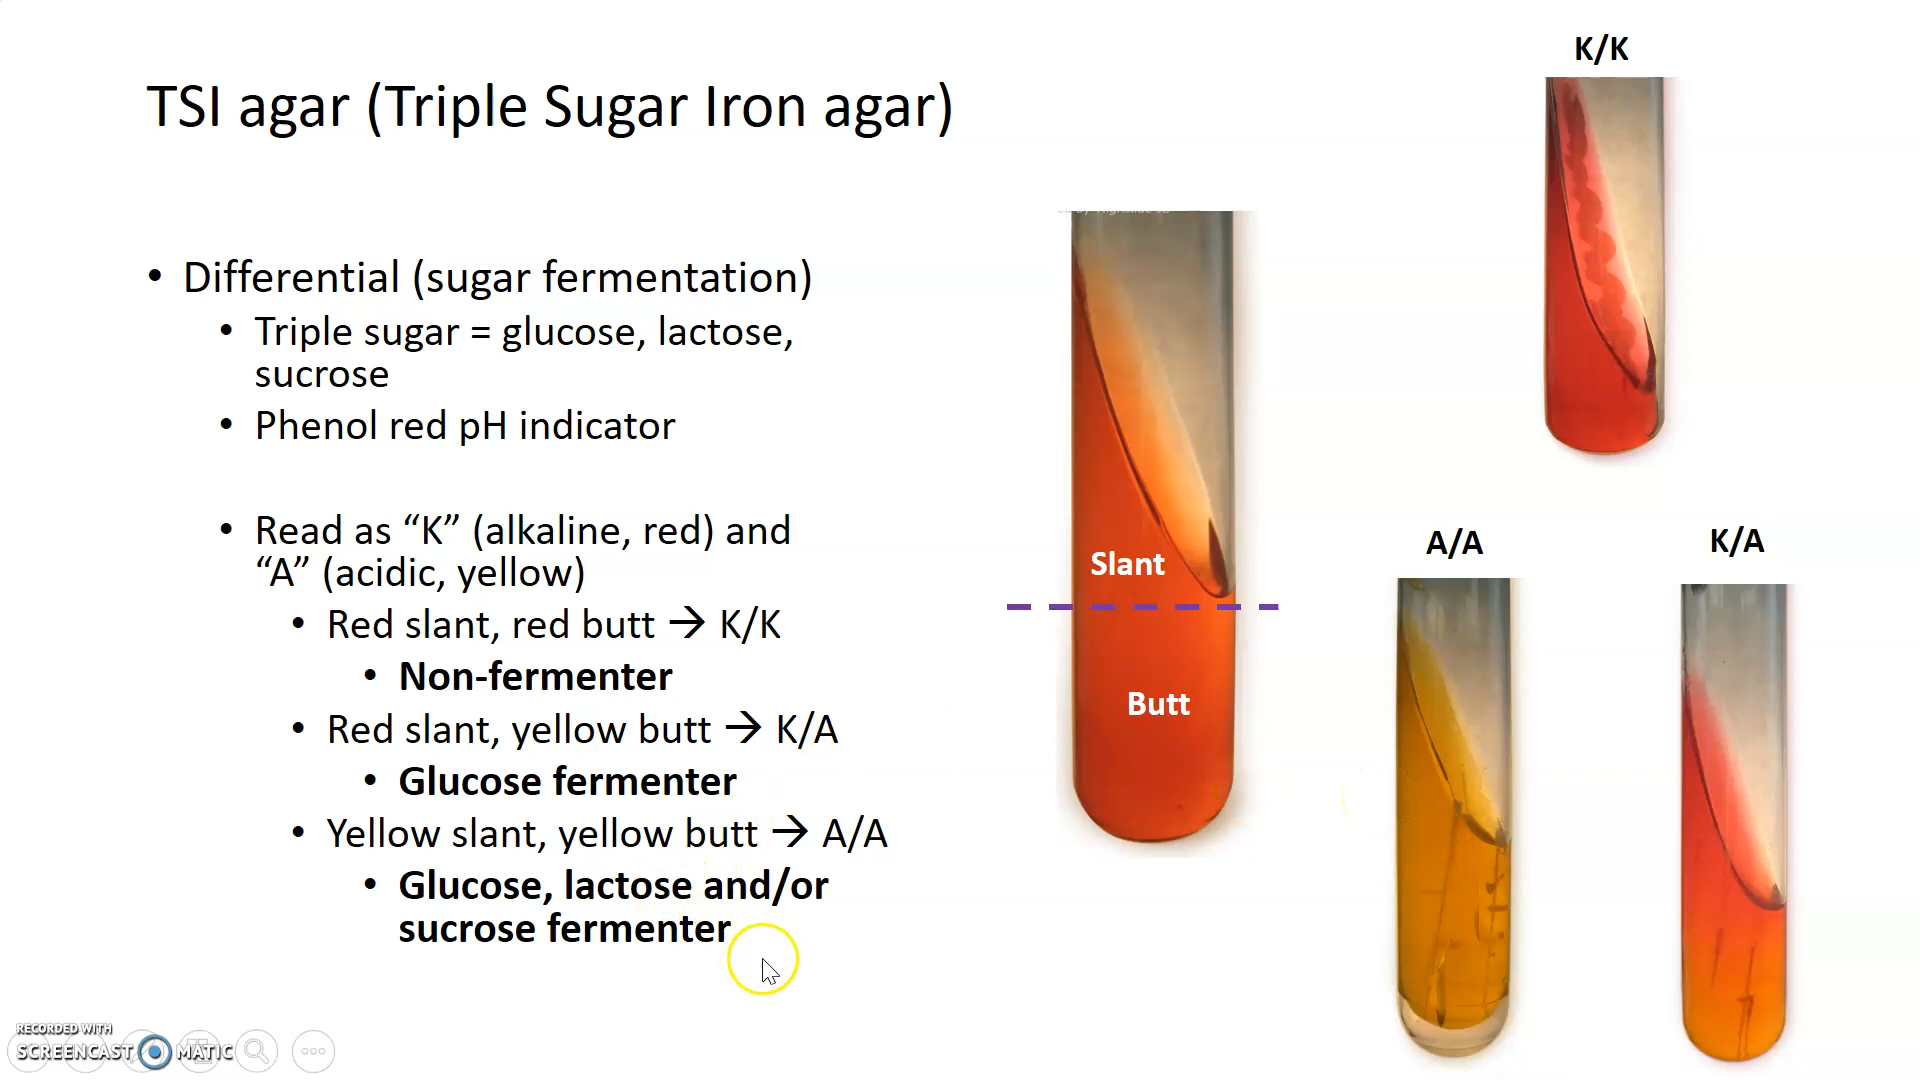 TSI agar (Triple Sugar Iron agar)
• Differential (sugar fermentation)
• Triple sugar = glucose, lactose,
sucrose
• Phenol red pH indicator
• Read as “K” (alkaline, red) and
“A” (acidic, yellow)
• Red slant, red butt → K/K
• Non-fermenter
• Red slant, yellow butt → K/A
• Glucose fermenter
• Yellow slant, yellow butt → A/A
• Glucose, lactose and/or
sucrose fermenter
Slant
Butt
K/K
A/A
K/A
RECORDED WITH
SCREENCAST MATIC